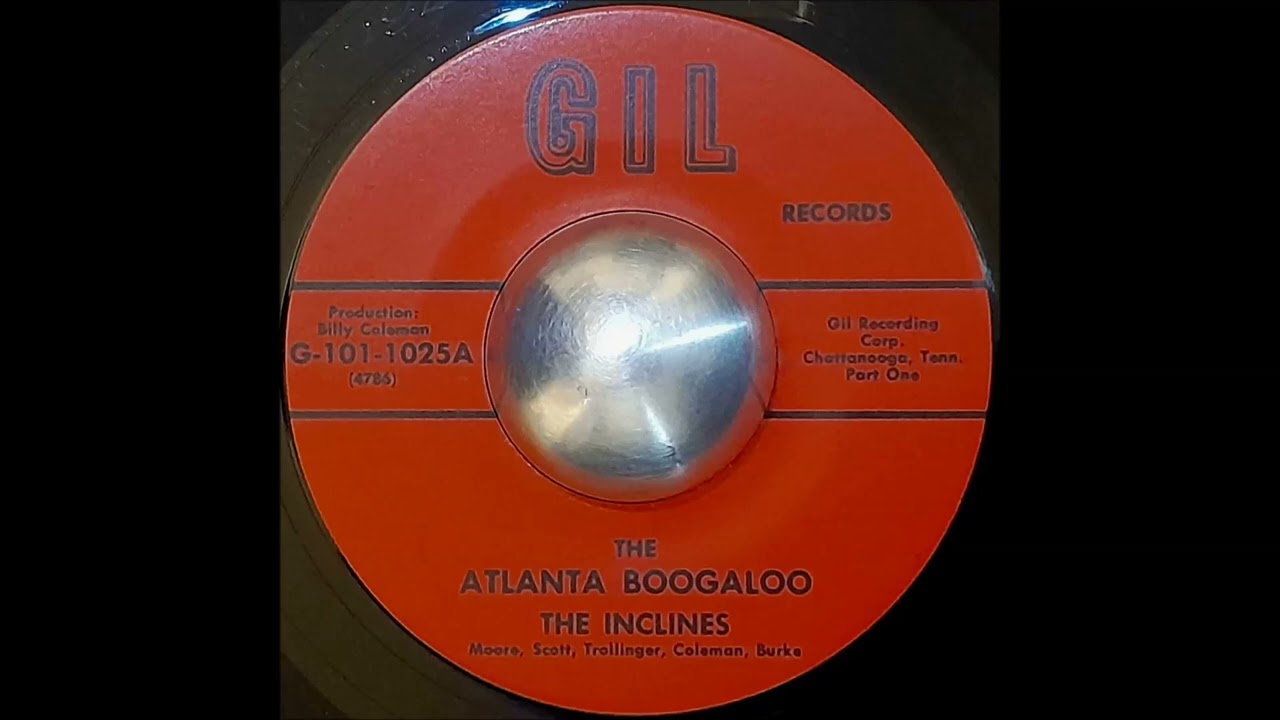 GIL
RECORDS
Production:
Billy Coleman
G-101-1025A
(4786)
Gil Recording
Corp.
Chattanooga, Tenn.
Part One
THE
ATLANTA BOOGALOO
THE INCLINES
Moore, Scott, Trollinger, Coleman, Burke